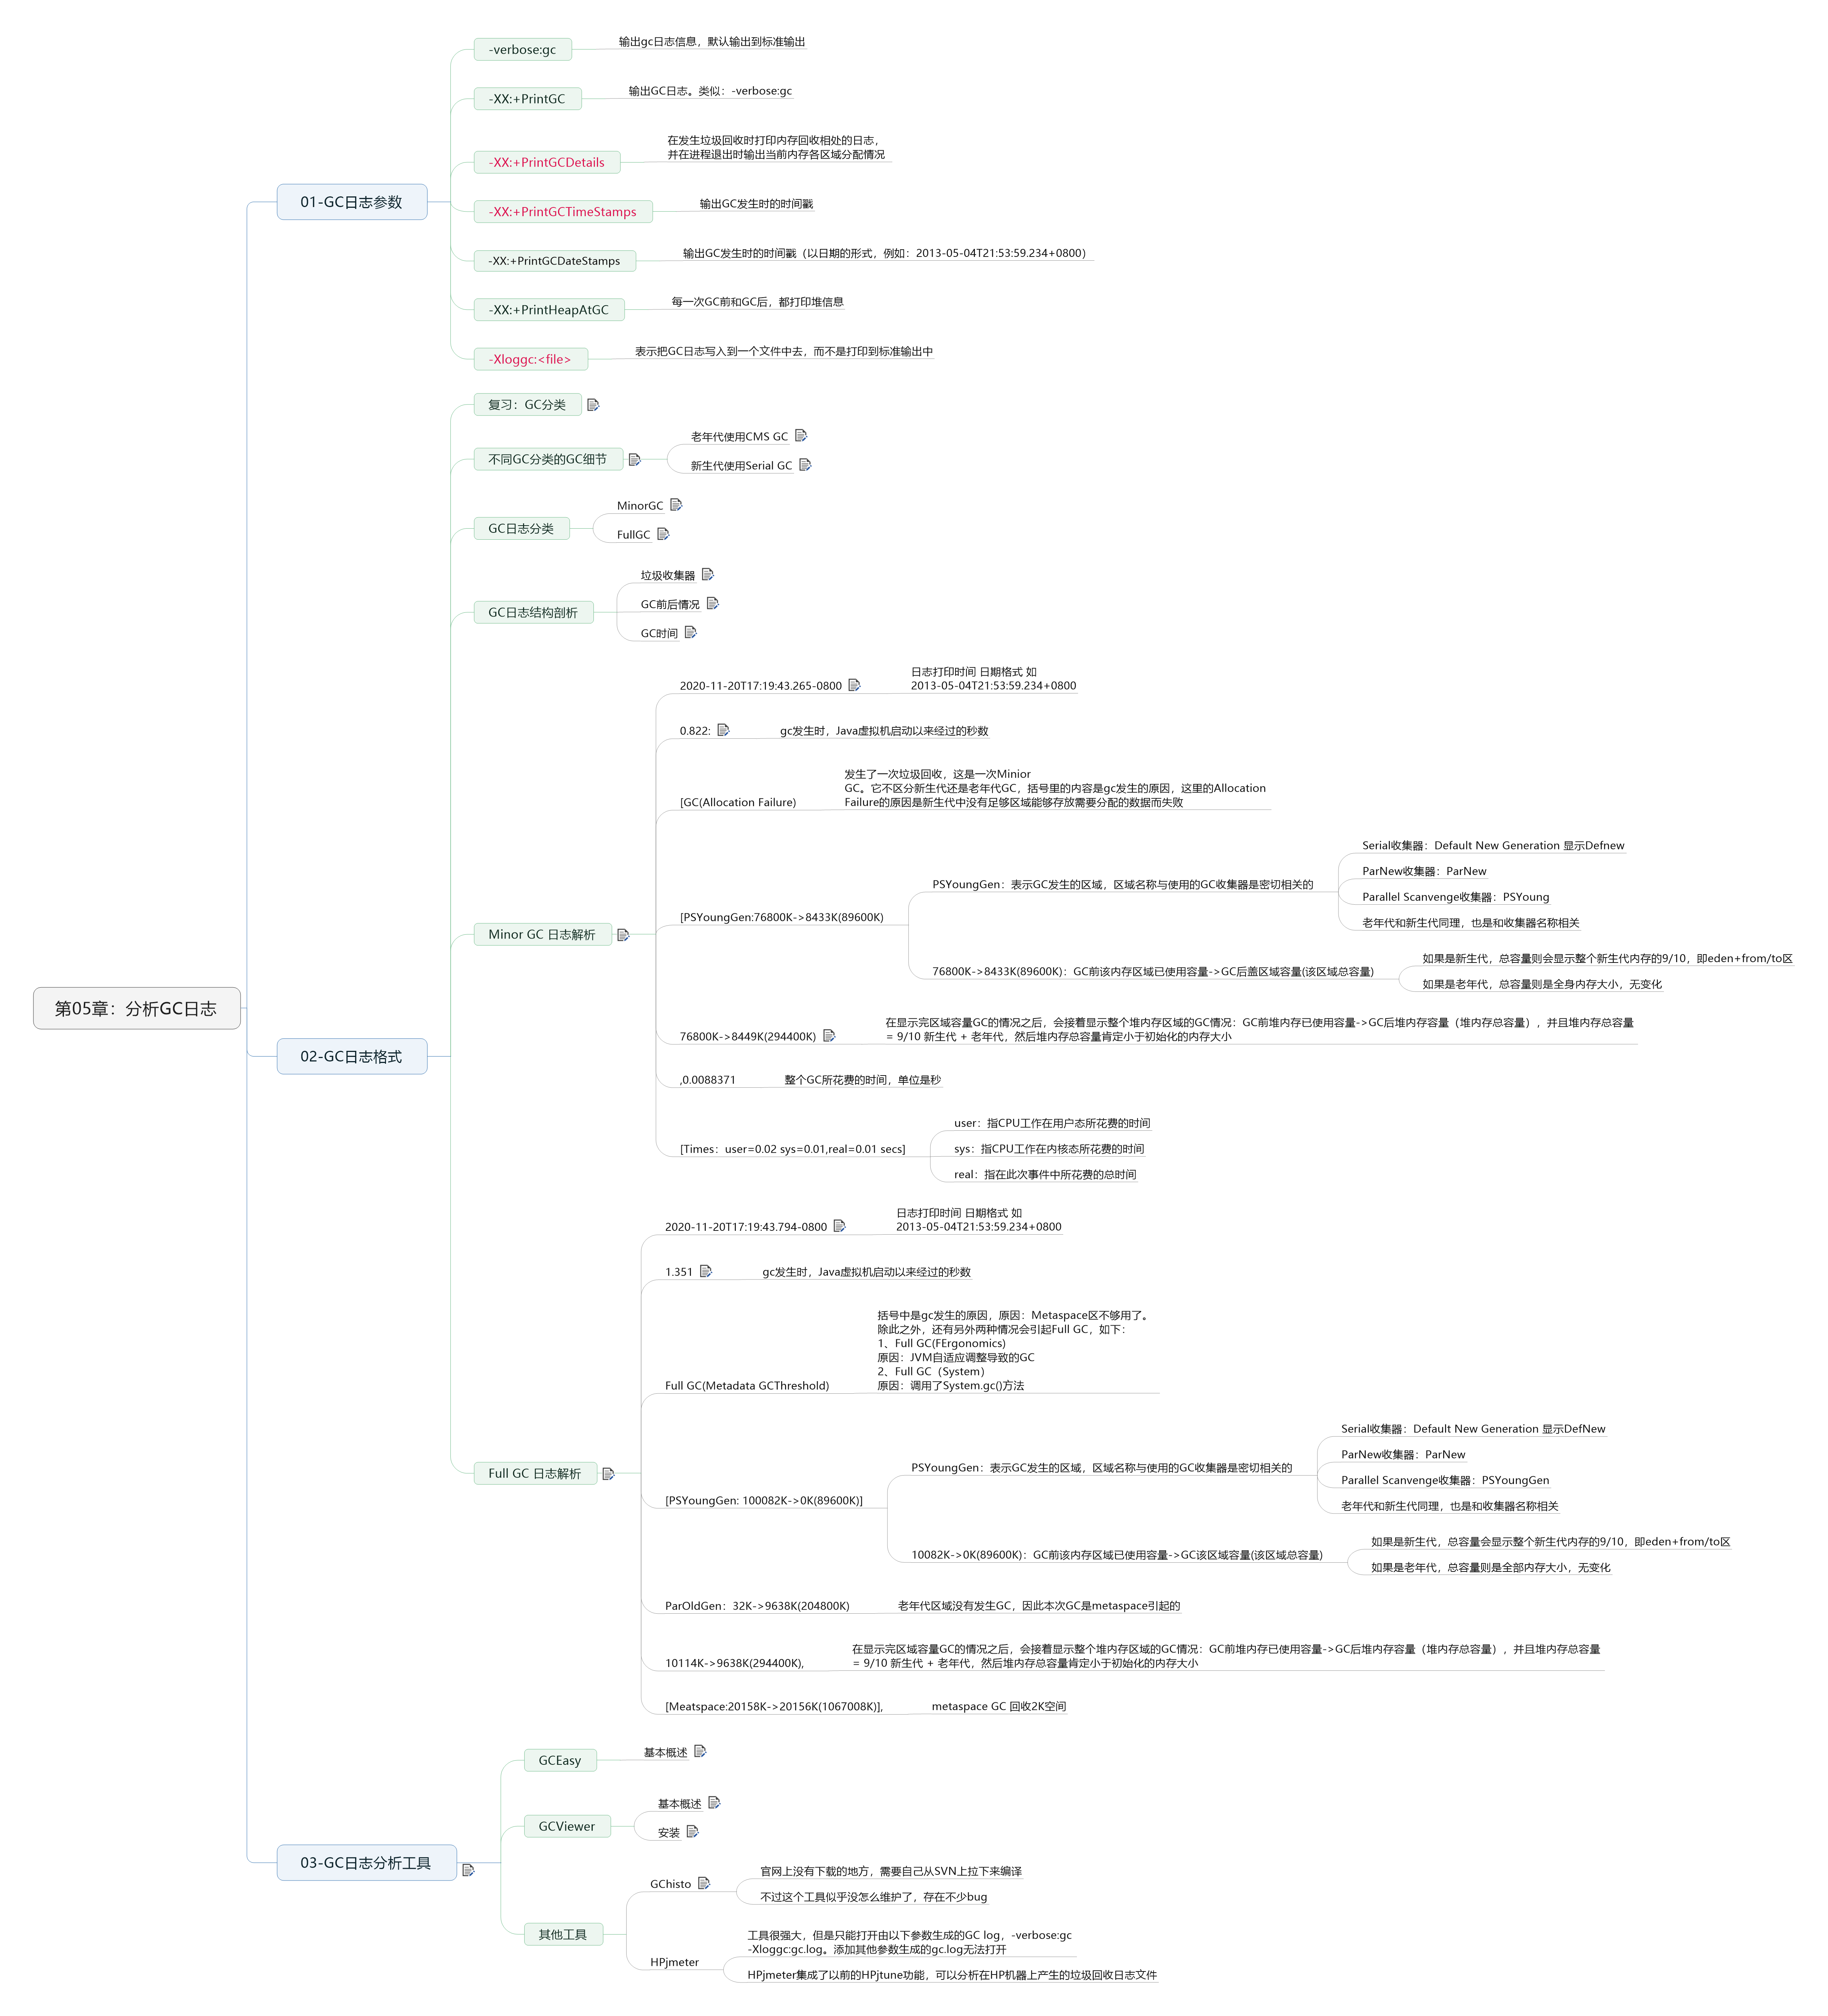 第05章：分析GC日志
01-GC日志参数
-verbose:gc
输出gc日志信息，默认输出到标准输出
-XX:+PrintGC
输出GC日志。类似：-verbose:gc
-XX:+PrintGCDetails
在发生垃圾回收时打印内存回收相处的日志，
并在进程退出时输出当前内存各区域分配情况
-XX:+PrintGCTimeStamps
输出GC发生时的时间戳
-XX:+PrintGCDateStamps
输出GC发生时的时间戳（以日期的形式，例如：2013-05-04T21:53:59.234+0800）
-XX:+PrintHeapAtGC
每一次GC前和GC后，都打印堆信息
-Xloggc:<file>
表示把GC日志写入到一个文件中去，而不是打印到标准输出中
02-GC日志格式
复习：GC分类
不同GC分类的GC细节
老年代使用CMS GC
新生代使用Serial GC
GC日志分类
MinorGC
FullGC
GC日志结构剖析
垃圾收集器
GC前后情况
GC时间
Minor GC 日志解析
2020-11-20T17:19:43.265-0800
日志打印时间 日期格式 如
2013-05-04T21:53:59.234+0800
0.822:
gc发生时，Java虚拟机启动以来经过的秒数
[GC(Allocation Failure)
发生了一次垃圾回收，这是一次Minior
GC。它不区分新生代还是老年代GC，括号里的内容是gc发生的原因，这里的Allocation
Failure的原因是新生代中没有足够区域能够存放需要分配的数据而失败
[PSYoungGen:76800K->8433K(89600K)
PSYoungGen：表示GC发生的区域，区域名称与使用的GC收集器是密切相关的
Serial收集器：Default New Generation 显示Defnew
ParNew收集器：ParNew
Parallel Scanvenge收集器：PSYoung
老年代和新生代同理，也是和收集器名称相关
76800K->8433K(89600K)：GC前该内存区域已使用容量->GC后盖区域容量(该区域总容量)
如果是新生代，总容量则会显示整个新生代内存的9/10，即eden+from/to区
如果是老年代，总容量则是全身内存大小，无变化
76800K->8449K(294400K)
在显示完区域容量GC的情况之后，会接着显示整个堆内存区域的GC情况：GC前堆内存已使用容量->GC后堆内存容量（堆内存总容量），并且堆内存总容量
= 9/10 新生代 + 老年代，然后堆内存总容量肯定小于初始化的内存大小
,0.0088371
整个GC所花费的时间，单位是秒
[Times：user=0.02 sys=0.01,real=0.01 secs]
user：指CPU工作在用户态所花费的时间
sys：指CPU工作在内核态所花费的时间
real：指在此次事件中所花费的总时间
Full GC 日志解析
2020-11-20T17:19:43.794-0800
日志打印时间 日期格式 如
2013-05-04T21:53:59.234+0800
1.351
gc发生时，Java虚拟机启动以来经过的秒数
Full GC(Metadata GCThreshold)
括号中是gc发生的原因，原因：Metaspace区不够用了。
除此之外，还有另外两种情况会引起Full GC，如下：
1、Full GC(FErgonomics)
原因：JVM自适应调整导致的GC
2、Full GC（System）
原因：调用了System.gc()方法
[PSYoungGen: 100082K->0K(89600K)]
PSYoungGen：表示GC发生的区域，区域名称与使用的GC收集器是密切相关的
Serial收集器：Default New Generation 显示DefNew
ParNew收集器：ParNew
Parallel Scanvenge收集器：PSYoungGen
老年代和新生代同理，也是和收集器名称相关
10082K->0K(89600K)：GC前该内存区域已使用容量->GC该区域容量(该区域总容量)
如果是新生代，总容量会显示整个新生代内存的9/10，即eden+from/to区
如果是老年代，总容量则是全部内存大小，无变化
ParOldGen：32K->9638K(204800K)
老年代区域没有发生GC，因此本次GC是metaspace引起的
10114K->9638K(294400K),
在显示完区域容量GC的情况之后，会接着显示整个堆内存区域的GC情况：GC前堆内存已使用容量->GC后堆内存容量（堆内存总容量），并且堆内存总容量
= 9/10 新生代 + 老年代，然后堆内存总容量肯定小于初始化的内存大小
[Meatspace:20158K->20156K(1067008K)],
metaspace GC 回收2K空间
03-GC日志分析工具
GCEasy
基本概述
GCViewer
基本概述
安装
其他工具
GChisto
官网上没有下载的地方，需要自己从SVN上拉下来编译
不过这个工具似乎没怎么维护了，存在不少bug
HPjmeter
工具很强大，但是只能打开由以下参数生成的GC log，-verbose:gc
-Xloggc:gc.log。添加其他参数生成的gc.log无法打开
HPjmeter集成了以前的HPjtune功能，可以分析在HP机器上产生的垃圾回收日志文件